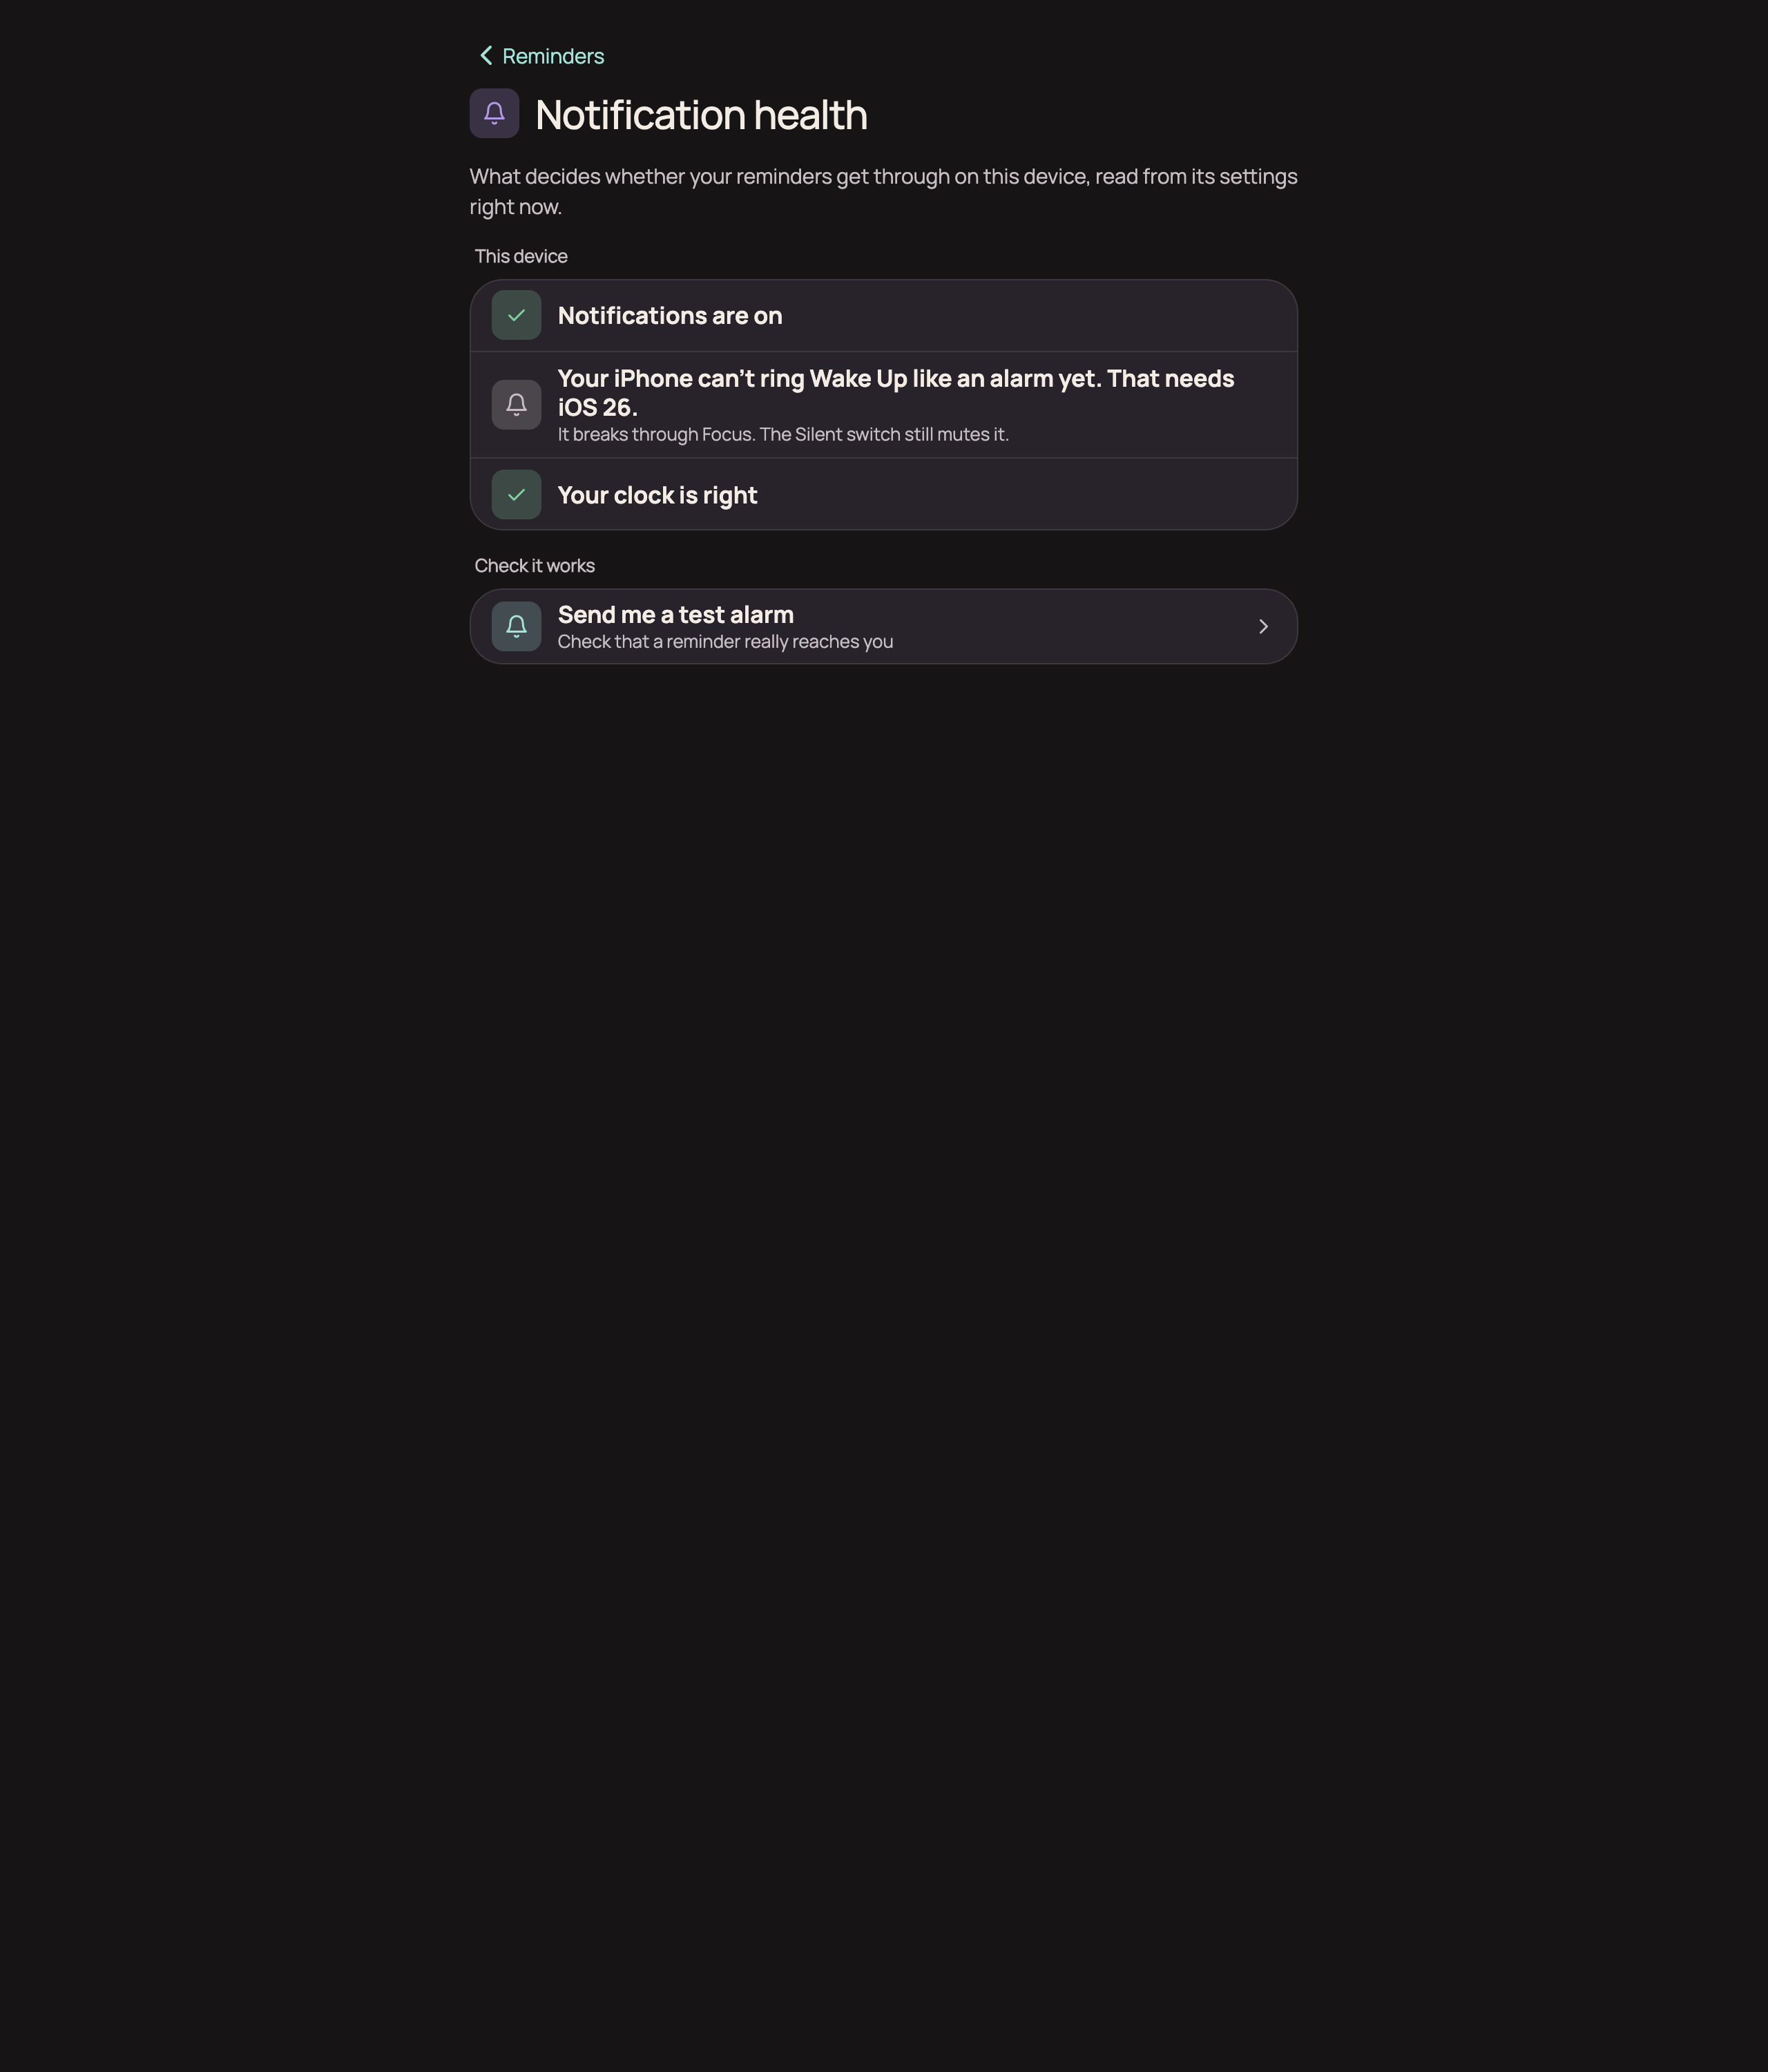 Reminders
Notification health
What decides whether your reminders get through on this device, read from its settings
right now.
This device
Notifications are on
Your iPhone can’t ring Wake Up like an alarm yet. That needs
iOS 26.
It breaks through Focus. The Silent switch still mutes it.
Your clock is right
Check it works
Send me a test alarm
Check that a reminder really reaches you